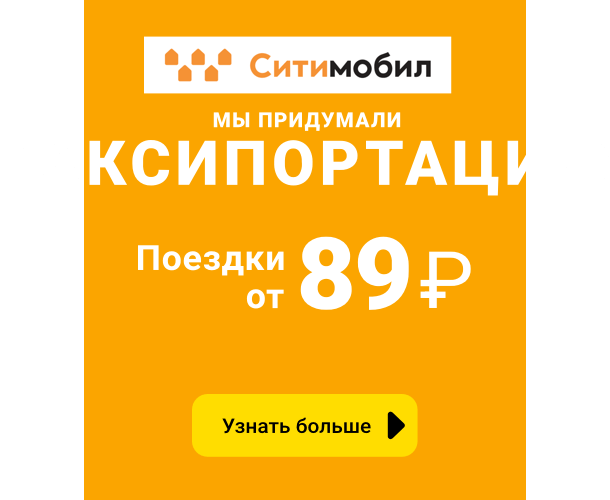 Ситимобил
МЫ ПРИДУМАЛИ
КСИПОРТАЦИ
Поездки
от 89₽
Узнать больше